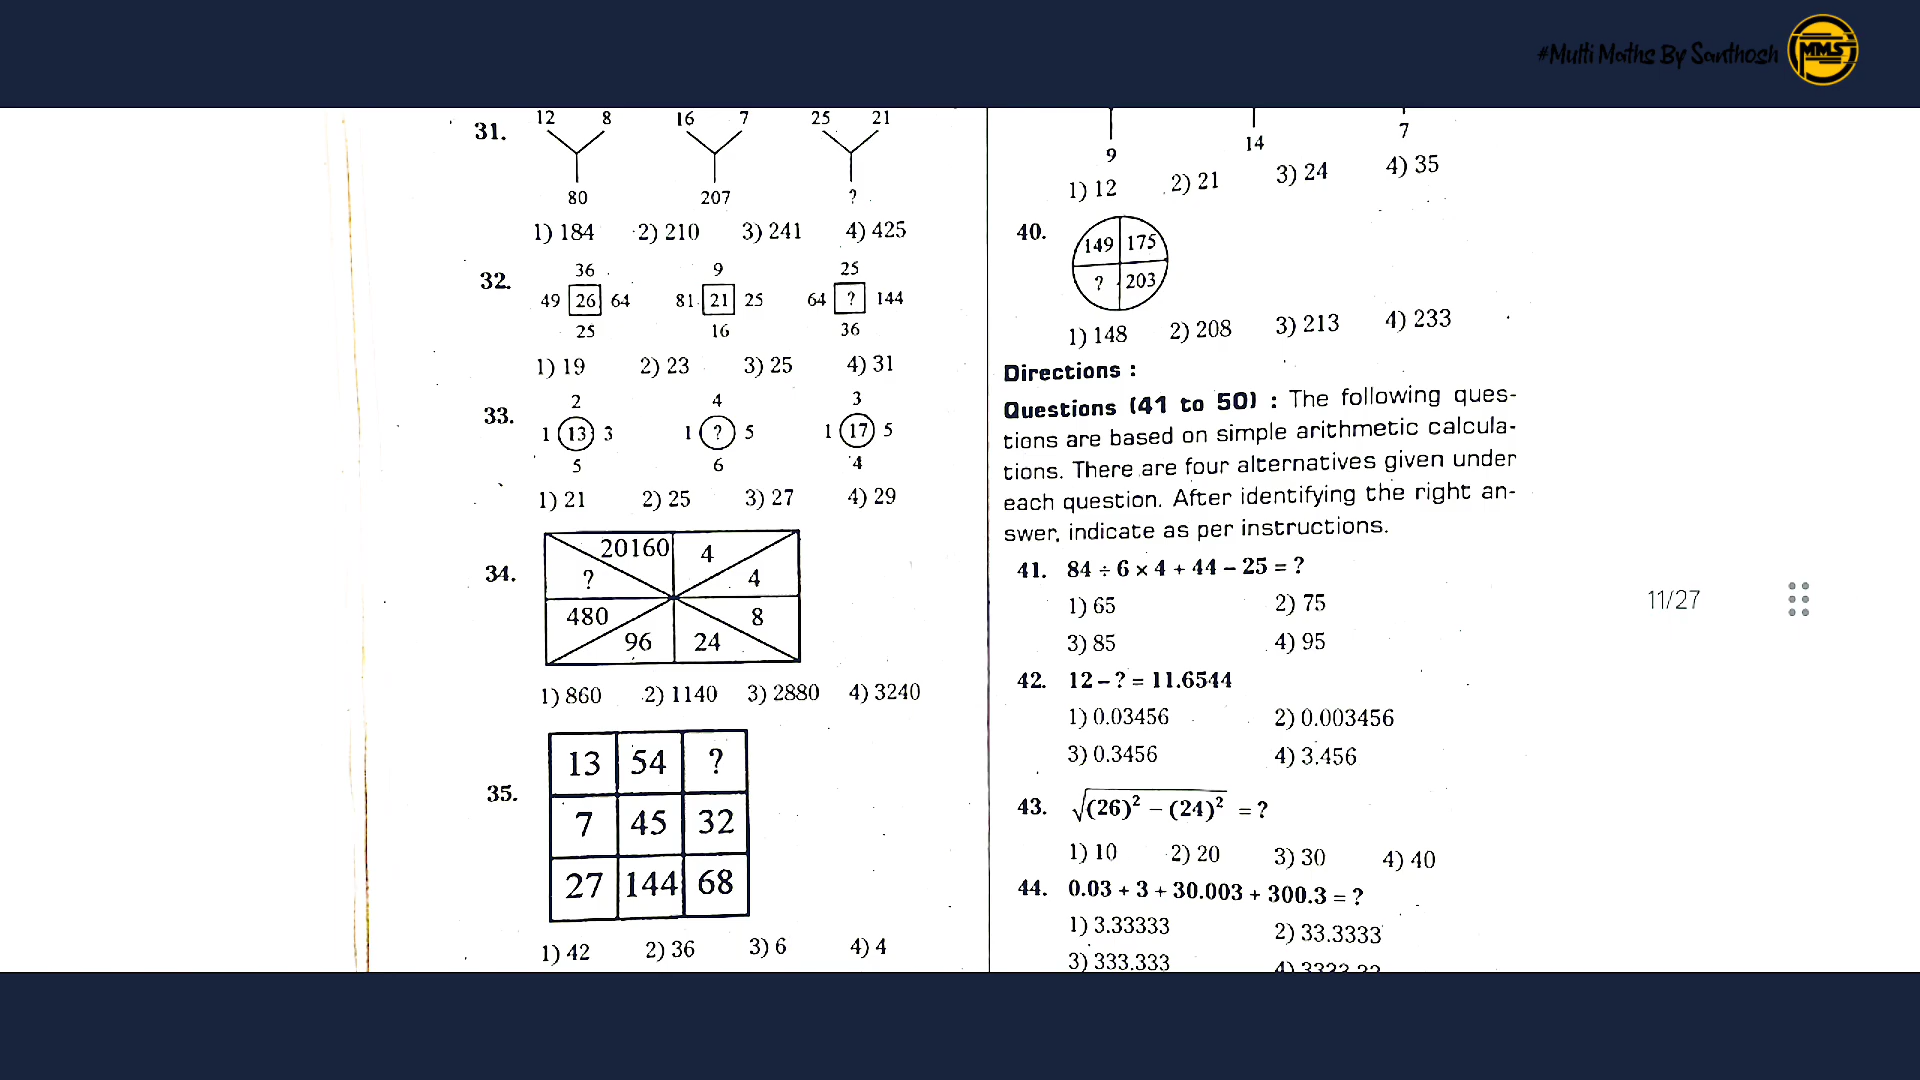 #Multi Maths By Santhosh
MMS
31.
12 8 16 7 25 21
80 207 ?
1) 184 2) 210 3) 241 4) 425
32.
36 9 25
49 26 64 81 21 25 64 ? 144
25 16 36
1) 19 2) 23 3) 25 4) 31
33.
2 4 3
1 13 3 1 ? 5 1 17 5
5 6 4
1) 21 2) 25 3) 27 4) 29
34.
20160 4
? 4
480 8
96 24
1) 860 2) 1140 3) 2880 4) 3240
35.
13 54 ?
7 45 32
27 144 68
1) 42 2) 36 3) 6 4) 4
9 14 7
1) 12 2) 21 3) 24 4) 35
40.
149 175
? 203
1) 148 2) 208 3) 213 4) 233
Directions :
Questions (41 to 50) : The following ques-
tions are based on simple arithmetic calcula-
tions. There are four alternatives given under
each question. After identifying the right an-
swer, indicate as per instructions.
41. 84 ÷ 6 × 4 + 44 – 25 = ?
1) 65 2) 75
3) 85 4) 95
42. 12 – ? = 11.6544
1) 0.03456 2) 0.003456
3) 0.3456 4) 3.456
43. √(26)² – (24)² = ?
1) 10 2) 20 3) 30 4) 40
44. 0.03 + 3 + 30.003 + 300.3 = ?
1) 3.33333 2) 33.3333
3) 333.333
11/27